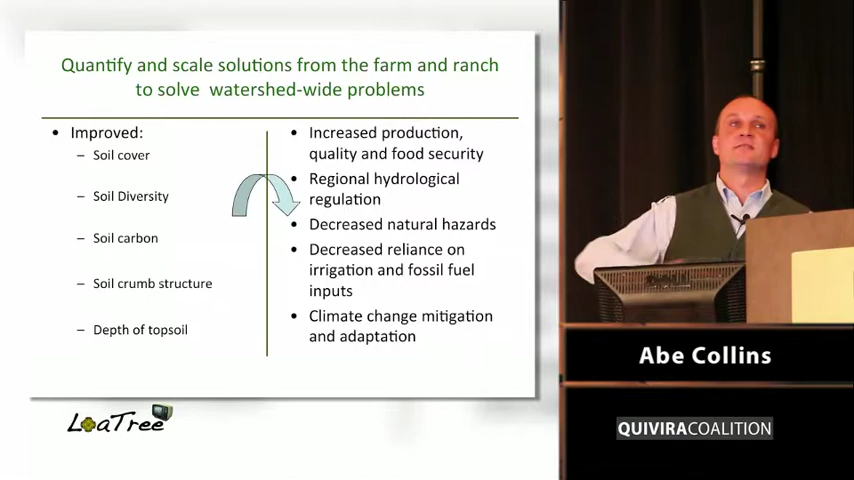 Quantify and scale solutions from the farm and ranch
to solve watershed-wide problems
• Improved:
– Soil cover
– Soil Diversity
– Soil carbon
– Soil crumb structure
– Depth of topsoil
• Increased production,
quality and food security
• Regional hydrological
regulation
• Decreased natural hazards
• Decreased reliance on
irrigation and fossil fuel
inputs
• Climate change mitigation
and adaptation
LoaTree
Abe Collins
QUIVIRACOALITION